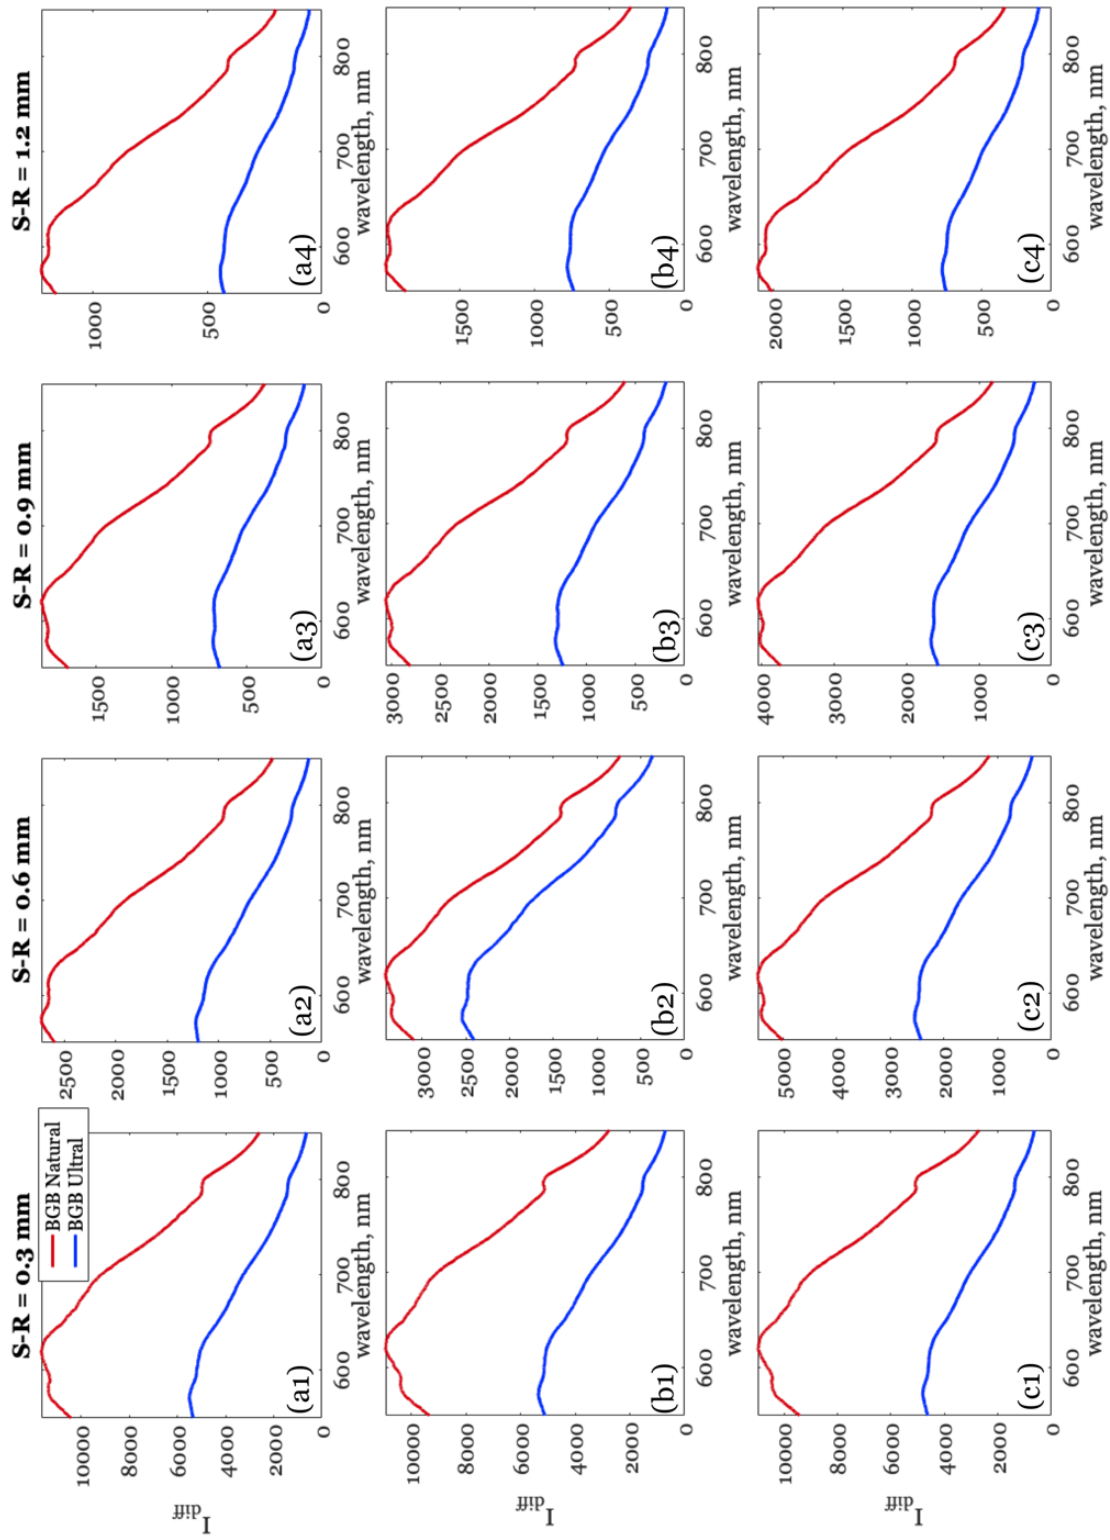 S-R = 0.3 mm
S-R = 0.6 mm
S-R = 0.9 mm
S-R = 1.2 mm
BGB Natural
BGB Ultral
I diff
10000
8000
6000
4000
2000
0
(a1)
600 700 800
wavelength, nm
2500
2000
1500
1000
500
0
(a2)
600 700 800
wavelength, nm
1500
1000
500
0
(a3)
600 700 800
wavelength, nm
1000
500
0
(a4)
600 700 800
wavelength, nm
I diff
10000
8000
6000
4000
2000
0
(b1)
600 700 800
wavelength, nm
3000
2500
2000
1500
1000
500
0
(b2)
600 700 800
wavelength, nm
3000
2500
2000
1500
1000
500
0
(b3)
600 700 800
wavelength, nm
1500
1000
500
0
(b4)
600 700 800
wavelength, nm
I diff
10000
8000
6000
4000
2000
0
(c1)
600 700 800
wavelength, nm
5000
4000
3000
2000
1000
0
(c2)
600 700 800
wavelength, nm
4000
3000
2000
1000
0
(c3)
600 700 800
wavelength, nm
2000
1500
1000
500
0
(c4)
600 700 800
wavelength, nm